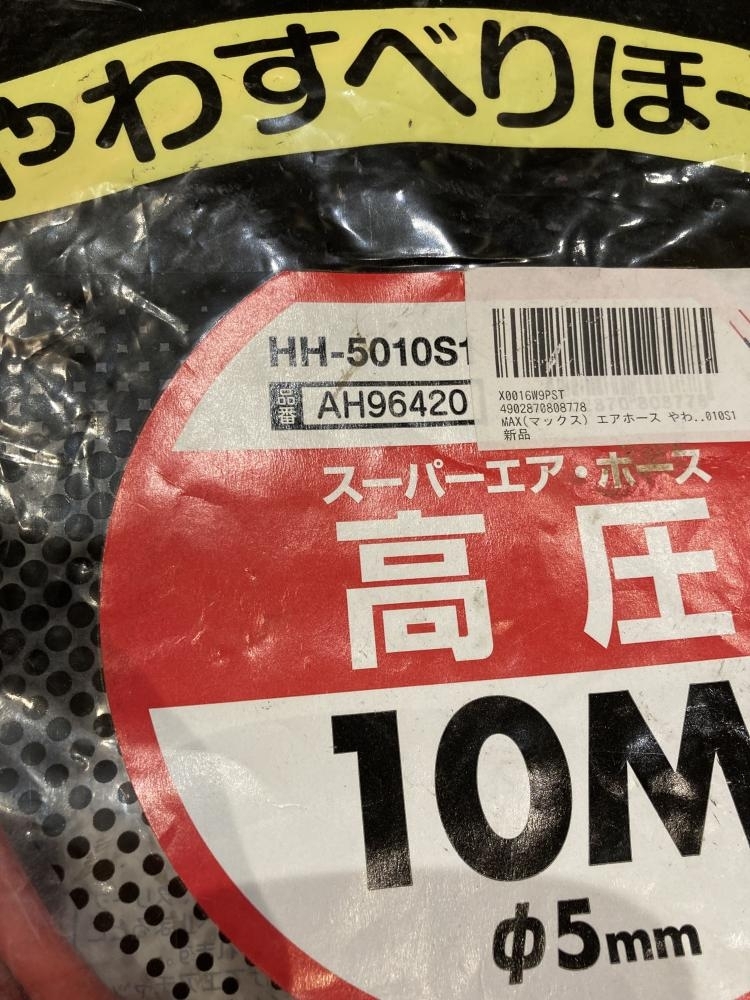 やわすべりほー
HH-5010S1
品番 AH96420
X0016W9PST
4902870808778
MAX(マックス) エアホース やわ..010S1
新品
スーパーエア・ホース
高圧
10M
φ5mm